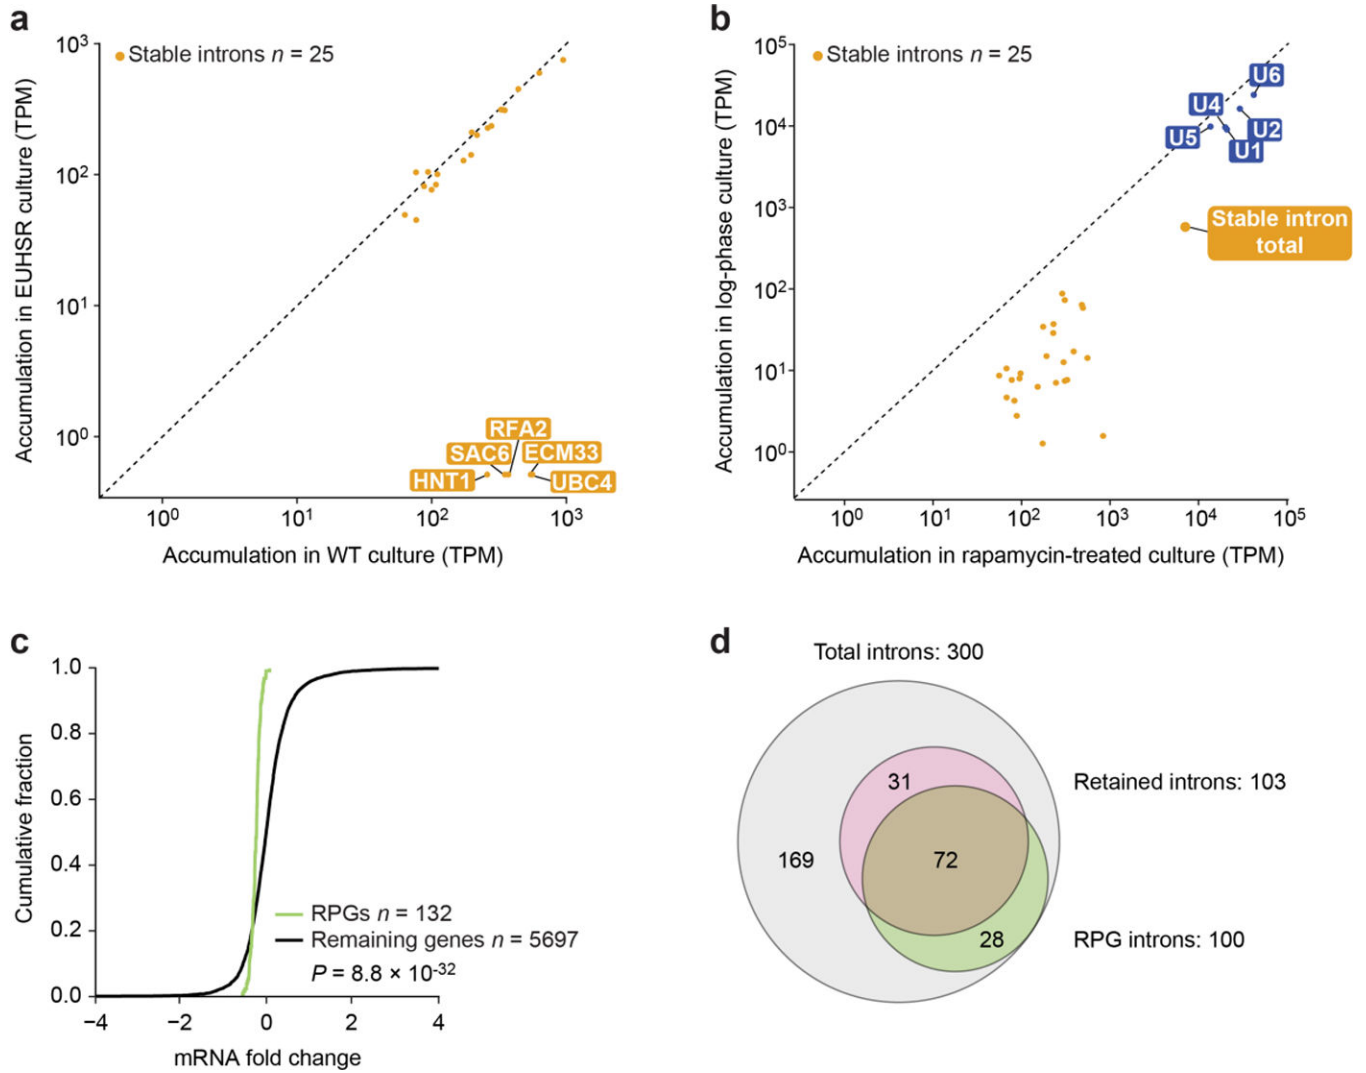 a
Stable introns n = 25
Accumulation in EUHSR culture (TPM)
10³
10²
10¹
10⁰
RFA2
SAC6
ECM33
HNT1
UBC4
10⁰
10¹
10²
10³
Accumulation in WT culture (TPM)
b
Stable introns n = 25
Accumulation in log-phase culture (TPM)
10⁵
10⁴
10³
10²
10¹
10⁰
U6
U4
U2
U5
U1
Stable intron
total
10⁰
10¹
10²
10³
10⁴
10⁵
Accumulation in rapamycin-treated culture (TPM)
c
Cumulative fraction
1.0
0.8
0.6
0.4
0.2
0.0
RPGs n = 132
Remaining genes n = 5697
P = 8.8 × 10⁻³²
−4
−2
0
2
4
mRNA fold change
d
Total introns: 300
31
Retained introns: 103
169
72
28
RPG introns: 100